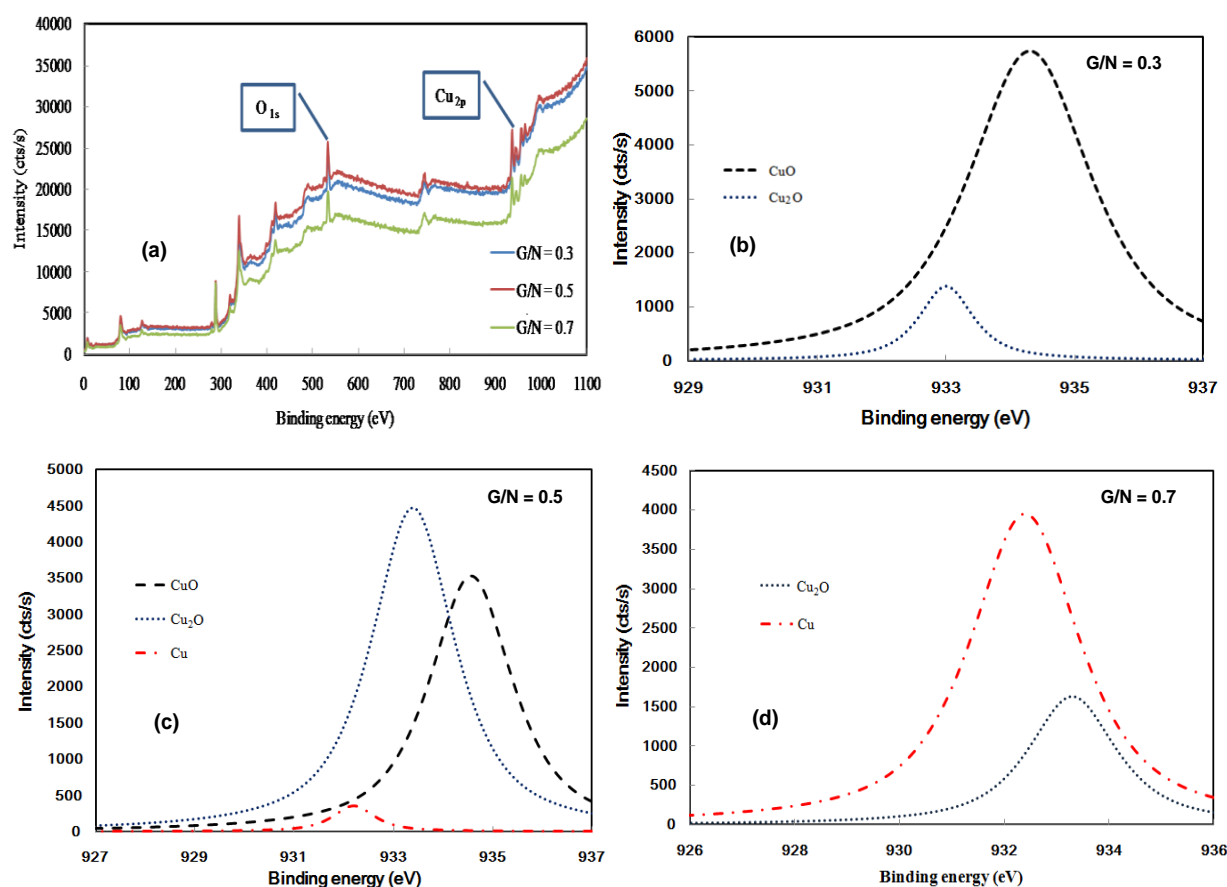 40000
35000
30000
25000
20000
15000
10000
5000
0
Intensity (cts/s)
O 1s
Cu2p
(a)
G/N = 0.3
G/N = 0.5
G/N = 0.7
0 100 200 300 400 500 600 700 800 900 1000 1100
Binding energy (eV)
6000
5000
4000
3000
2000
1000
0
Intensity (cts/s)
G/N = 0.3
CuO
Cu₂O
(b)
929 931 933 935 937
Binding energy (eV)
5000
4500
4000
3500
3000
2500
2000
1500
1000
500
0
Intensity (cts/s)
G/N = 0.5
CuO
Cu₂O
Cu
(c)
927 929 931 933 935 937
Binding energy (eV)
4500
4000
3500
3000
2500
2000
1500
1000
500
0
Intensity (cts/s)
G/N = 0.7
Cu₂O
Cu
(d)
926 928 930 932 934 936
Binding energy (eV)